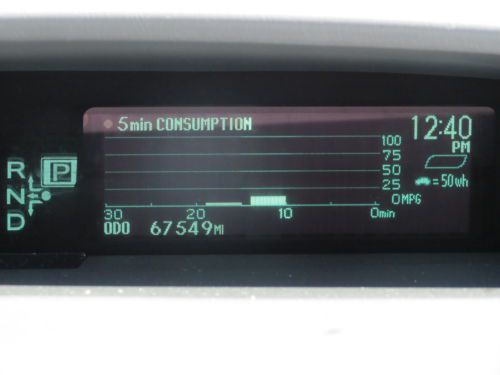 5min CONSUMPTION
12:40
PM
100
75
50
25
0MPG
=50wh
30 20 10 0min
ODO 67549MI
P
R
N
D